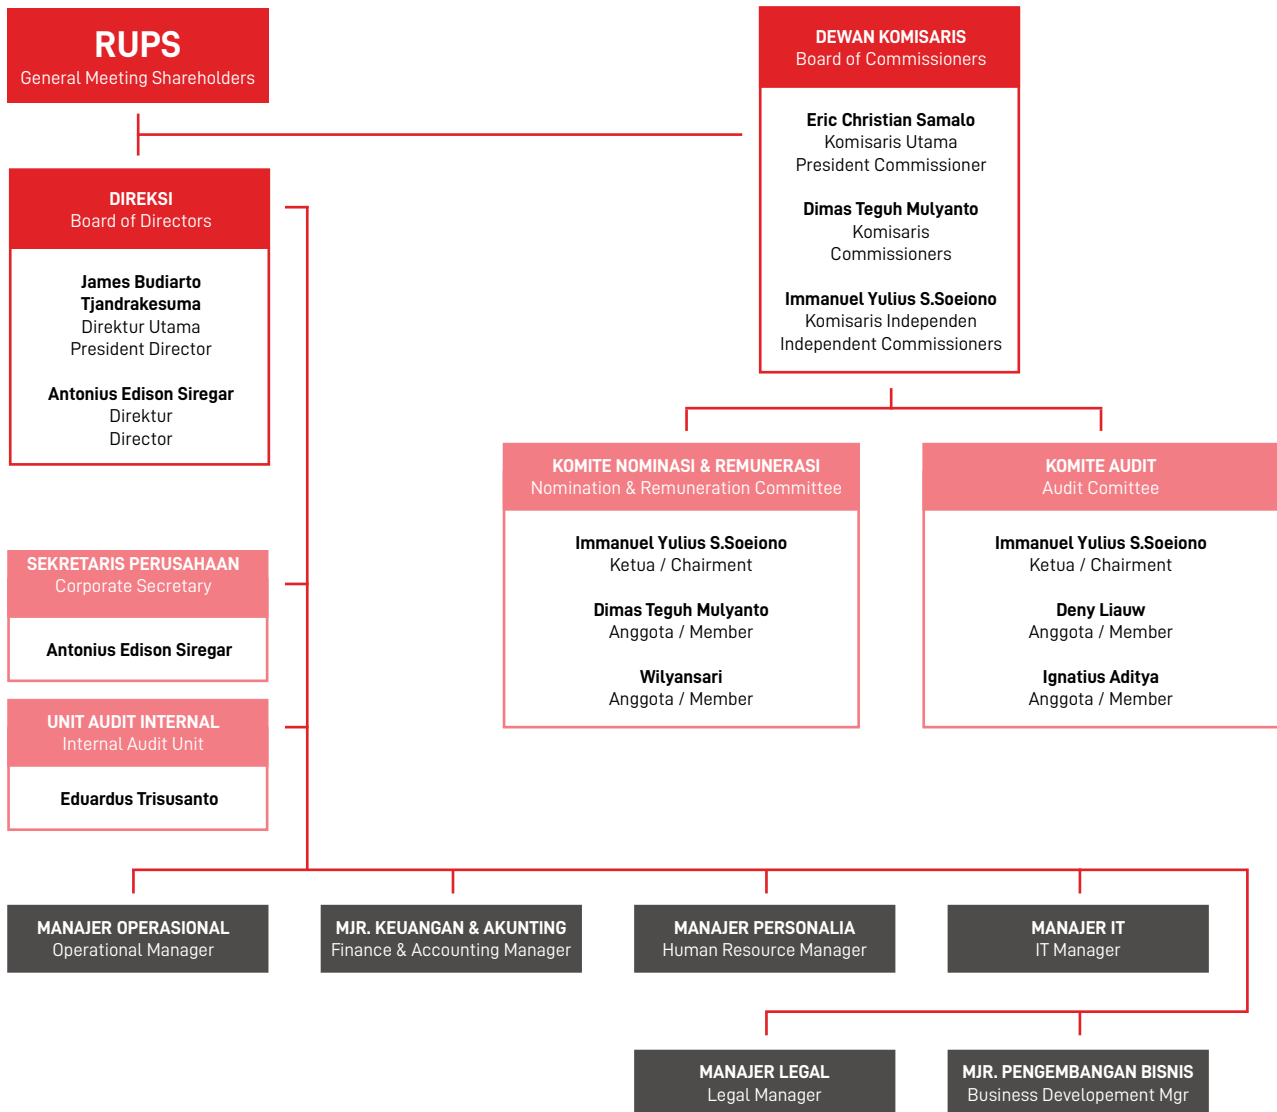 RUPS
General Meeting Shareholders
DEWAN KOMISARIS
Board of Commissioners
Eric Christian Samalo
Komisaris Utama
President Commissioner
Dimas Teguh Mulyanto
Komisaris
Commissioners
Immanuel Yulius S.Soeiono
Komisaris Independen
Independent Commissioners
DIREKSI
Board of Directors
James Budiarto
Tjandrakesuma
Direktur Utama
President Director
Antonius Edison Siregar
Direktur
Director
KOMITE NOMINASI & REMUNERASI
Nomination & Remuneration Committee
Immanuel Yulius S.Soeiono
Ketua / Chairment
Dimas Teguh Mulyanto
Anggota / Member
Wilyansari
Anggota / Member
KOMITE AUDIT
Audit Comittee
Immanuel Yulius S.Soeiono
Ketua / Chairment
Deny Liauw
Anggota / Member
Ignatius Aditya
Anggota / Member
SEKRETARIS PERUSAHAAN
Corporate Secretary
Antonius Edison Siregar
UNIT AUDIT INTERNAL
Internal Audit Unit
Eduardus Trisusanto
MANAJER OPERASIONAL
Operational Manager
MJR. KEUANGAN & AKUNTING
Finance & Accounting Manager
MANAJER PERSONALIA
Human Resource Manager
MANAJER IT
IT Manager
MANAJER LEGAL
Legal Manager
MJR. PENGEMBANGAN BISNIS
Business Developement Mgr